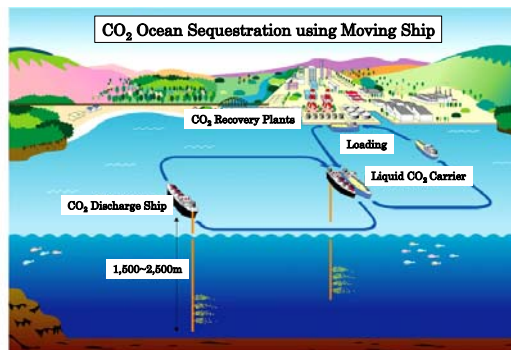 CO₂ Ocean Sequestration using Moving Ship
CO₂ Recovery Plants
Loading
Liquid CO₂ Carrier
CO₂ Discharge Ship
1,500~2,500m